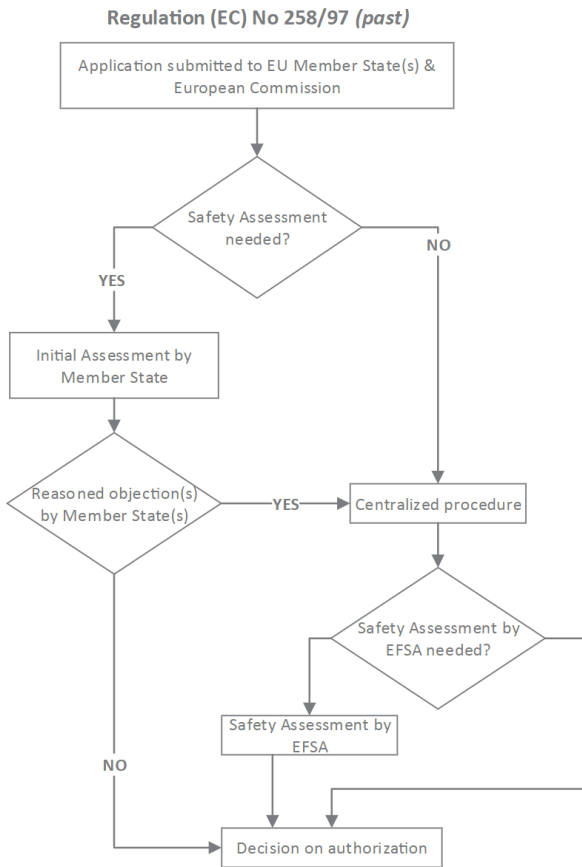 Regulation (EC) No 258/97 (past)
Application submitted to EU Member State(s) &
European Commission
Safety Assessment
needed?
NO
YES
Initial Assessment by
Member State
Reasoned objection(s)
by Member State(s)
YES
Centralized procedure
Safety Assessment by
EFSA needed?
Safety Assessment by
EFSA
NO
Decision on authorization